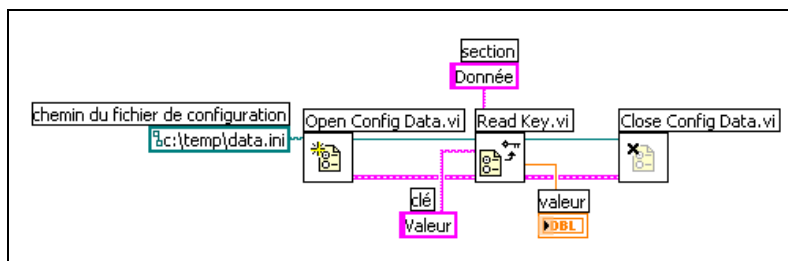 section
Donnée
chemin du fichier de configuration
c:\temp\data.ini
Open Config Data.vi
Read Key.vi
Close Config Data.vi
clé
Valeur
valeur
DBL